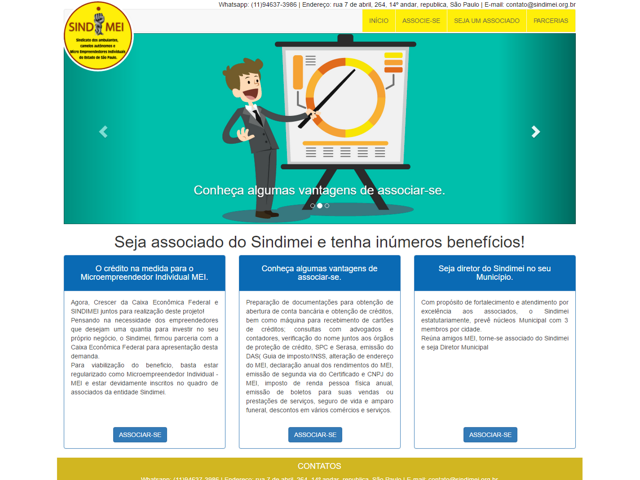 Whatsapp: (11)94637-3986 | Endereço: rua 7 de abril, 264, 14º andar, republica, São Paulo | E-mail: contato@sindimei.org.br
SINDIMEI
Sindicato dos ambulantes,
camelos autônomos e
Micro Empreendedores Individuais
do Estado de São Paulo.
INÍCIO ASSOCIE-SE SEJA UM ASSOCIADO PARCERIAS
Conheça algumas vantagens de associar-se.
Seja associado do Sindimei e tenha inúmeros benefícios!
O crédito na medida para o
Microempreendedor Individual MEI.
Agora, Crescer da Caixa Econômica Federal e
SINDIMEI juntos para realização deste projeto!
Pensando na necessidade dos empreendedores
que desejam uma quantia para investir no seu
próprio negócio, o Sindimei, firmou parceria com a
Caixa Econômica Federal para apresentação desta
demanda.
Para viabilização do benefício, basta estar
regularizado como Microempreendedor Individual -
MEI e estar devidamente inscritos no quadro de
associados da entidade Sindimei.
ASSOCIAR-SE
Conheça algumas vantagens de
associar-se.
Preparação de documentações para obtenção de
abertura de conta bancária e obtenção de créditos,
bem como máquina para recebimento de cartões
de créditos; consultas com advogados e
contadores, verificação do nome juntos aos órgãos
de proteção de crédito, SPC e Serasa, emissão do
DAS( Guia de imposto/INSS, alteração de endereço
do MEI, declaração anual dos rendimentos do MEI,
emissão de segunda via do Certificado e CNPJ do
MEI, imposto de renda pessoa física anual,
emissão de boletos para suas vendas ou
prestações de serviços, seguro de vida e amparo
funeral, descontos em vários comércios e serviços.
ASSOCIAR-SE
Seja diretor do Sindimei no seu
Município.
Com propósito de fortalecimento e atendimento por
excelência aos associados, o Sindimei
estatutariamente, prevê núcleos Municipal com 3
membros por cidade.
Reúna amigos MEI, torne-se associado do Sindimei
e seja Diretor Municipal
ASSOCIAR-SE
CONTATOS
Whatsapp: (11)94637-3986 | Endereço: rua 7 de abril, 264, 14º andar, republica, São Paulo | E-mail: contato@sindimei.org.br